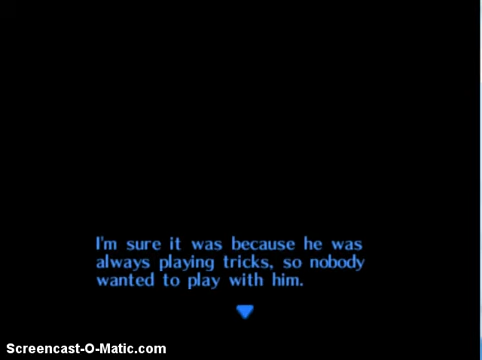 I'm sure it was because he was
always playing tricks, so nobody
wanted to play with him.
Screencast-O-Matic.com